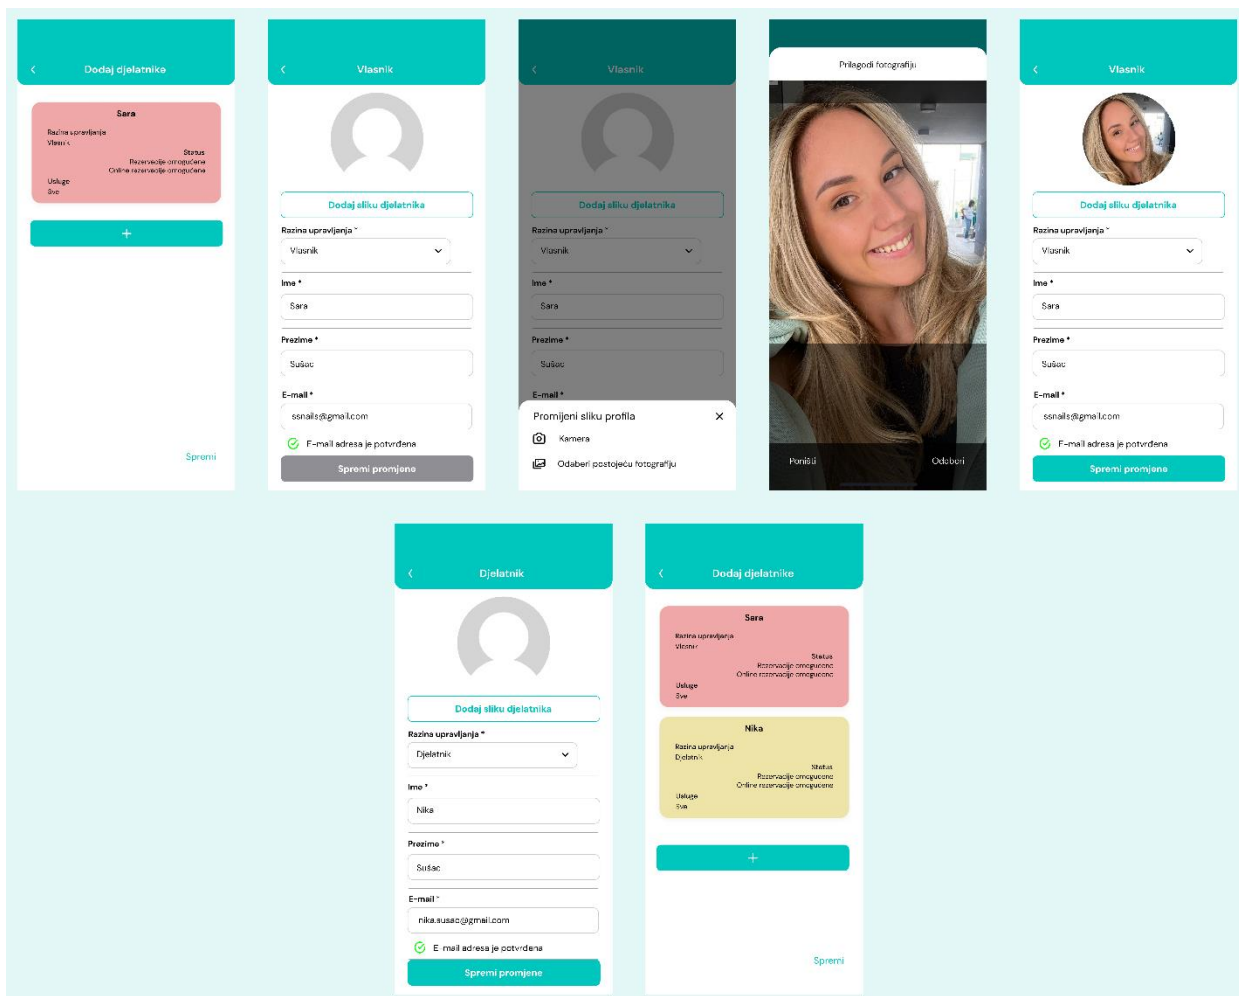 Dodaj djelatnike
Sara
Razina upravljanja
Vlasnik
Status
Rezervacije omogućene
Online rezervacije omogućene
Usluge
Sve
+
Spremi
Vlasnik
Dodaj sliku djelatnika
Razina upravljanja *
Vlasnik
Ime *
Sara
Prezime *
Sušac
E-mail *
ssnails@gmail.com
E-mail adresa je potvrđena
Spremi promjene
Vlasnik
Dodaj sliku djelatnika
Razina upravljanja *
Vlasnik
Ime *
Sara
Prezime *
Sušac
E-mail *
Promijeni sliku profila
Kamera
Odaberi postojeću fotografiju
Prilagodi fotografiju
Poništi
Odaberi
Vlasnik
Dodaj sliku djelatnika
Razina upravljanja *
Vlasnik
Ime *
Sara
Prezime *
Sušac
E-mail *
ssnails@gmail.com
E-mail adresa je potvrđena
Spremi promjene
Djelatnik
Dodaj sliku djelatnika
Razina upravljanja *
Djelatnik
Ime *
Nika
Prezime *
Sušac
E-mail *
nika.susac@gmail.com
E-mail adresa je potvrđena
Spremi promjene
Dodaj djelatnike
Sara
Razina upravljanja
Vlasnik
Status
Rezervacije omogućene
Online rezervacije omogućene
Usluge
Sve
Nika
Razina upravljanja
Djelatnik
Status
Rezervacije omogućene
Online rezervacije omogućene
Usluge
Sve
+
Spremi